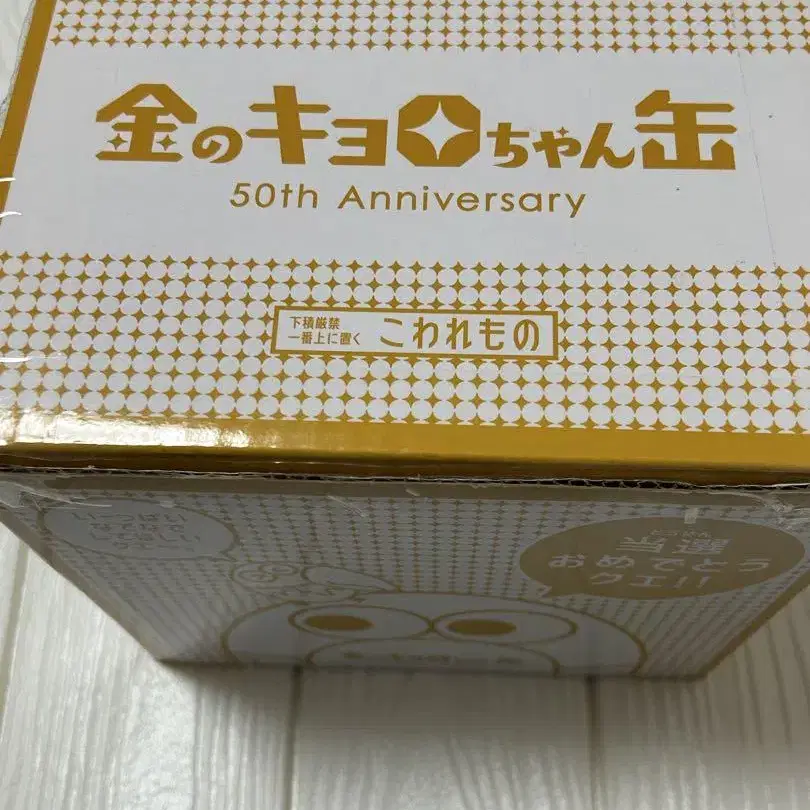 金のキョロちゃん缶
50th Anniversary
下積厳禁
一番上に置く
こわれもの
当選
おめでとう
クエ!!